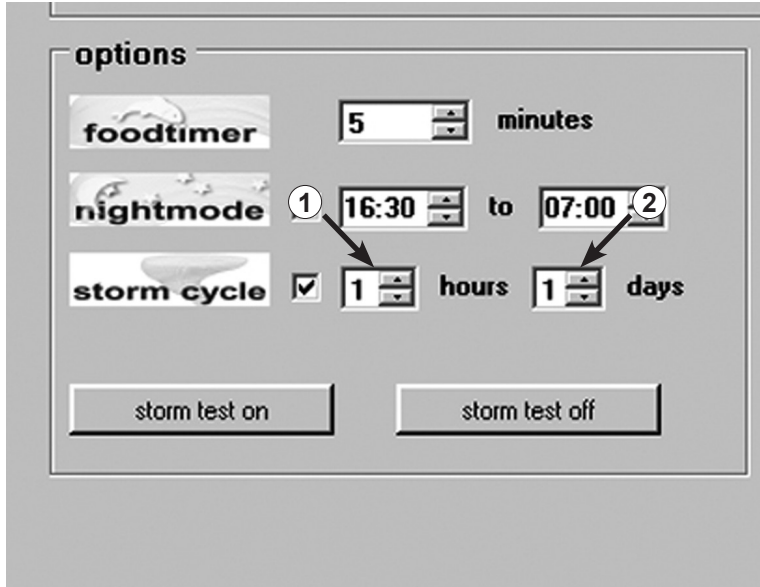 options
foodtimer 5 minutes
nightmode 1 16:30 to 07:00 2
storm cycle 1 hours 1 days
storm test on storm test off